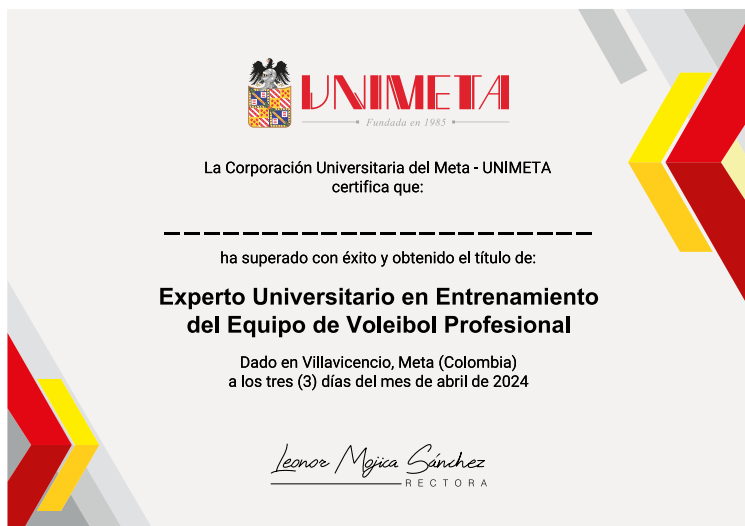 UNIMETA
Fundada en 1985
La Corporación Universitaria del Meta - UNIMETA
certifica que:
ha superado con éxito y obtenido el título de:
Experto Universitario en Entrenamiento
del Equipo de Voleibol Profesional
Dado en Villavicencio, Meta (Colombia)
a los tres (3) días del mes de abril de 2024
Leonor Mojica Sánchez
RECTORA